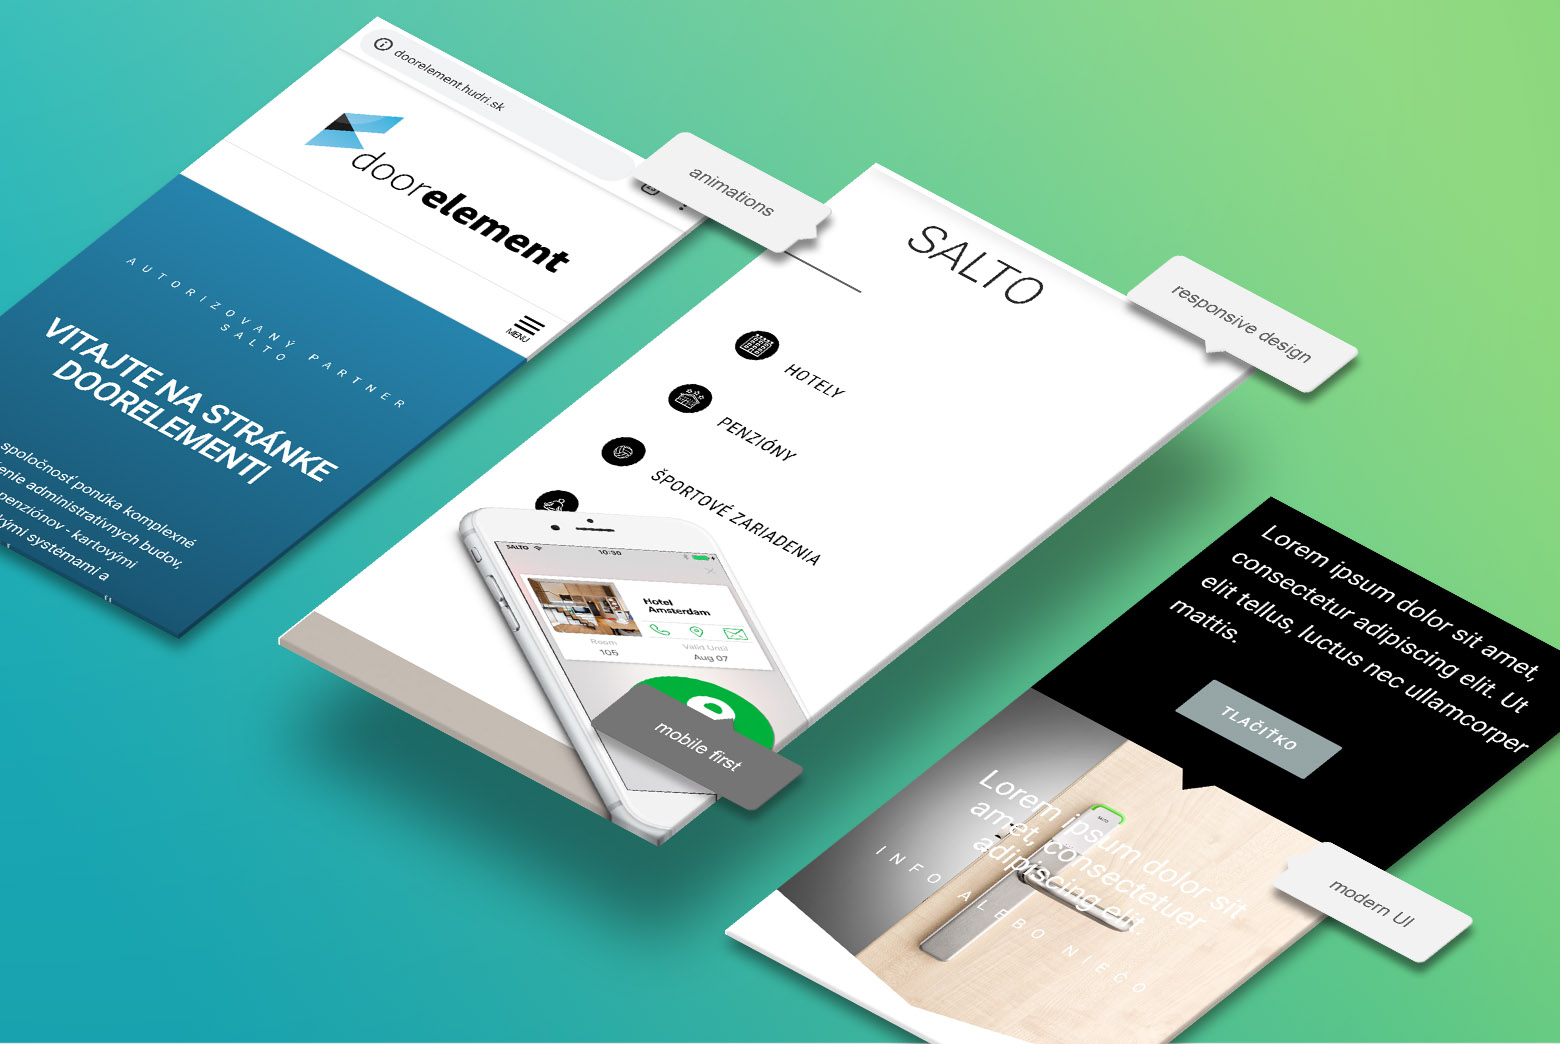 doorelement.hudri.sk
doorelement
MENU
AUTORIZOVANÝ PARTNER
SALTO
VITAJTE NA STRÁNKE
DOORELEMENT|
spoločnosť ponúka komplexné
enie administratívnych budov,
penziónov - kartovými
kými systémami a
animations
SALTO
HOTELY
PENZIÓNY
ŠPORTOVÉ ZARIADENIA
SALTO
10:30
Hotel
Amsterdam
Room
105
Valid Until
Aug 07
mobile first
responsive design
Lorem ipsum dolor sit amet,
consectetur adipiscing elit. Ut
elit tellus, luctus nec ullamcorper
mattis.
TLAČIŤKO
Lorem ipsum dolor sit
amet, consectetuer
adipiscing elit
INFO ALEBO NIEČO
modern UI